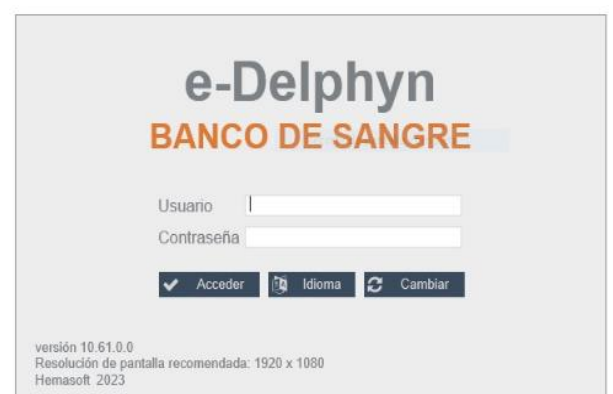 e-Delphyn
BANCO DE SANGRE
Usuario
Contraseña
Acceder Idioma Cambiar
versión 10.61.0.0
Resolución de pantalla recomendada: 1920 x 1080
Hemasoft 2023